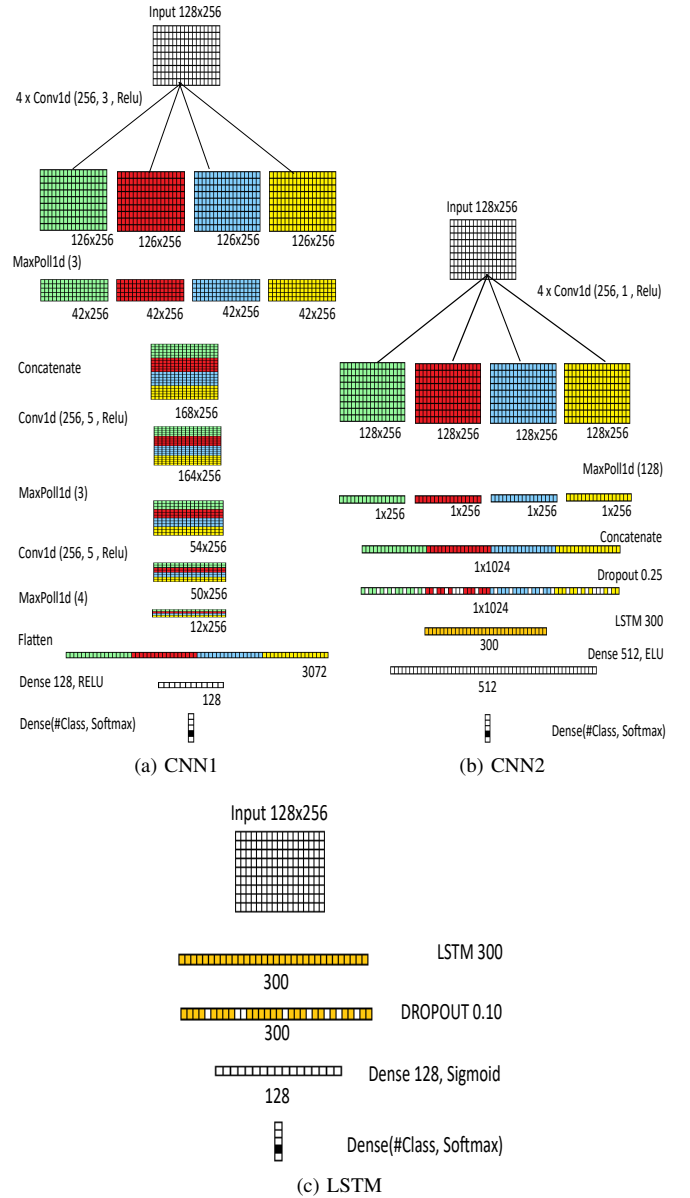 Input 128x256
4 x Conv1d (256, 3 , Relu)
126x256 126x256 126x256 126x256
MaxPoll1d (3)
42x256 42x256 42x256 42x256
Concatenate
168x256
Conv1d (256, 5 , Relu)
164x256
MaxPoll1d (3)
54x256
Conv1d (256, 5 , Relu)
50x256
MaxPoll1d (4)
12x256
Flatten
3072
Dense 128, RELU
128
Dense(#Class, Softmax)
(a) CNN1
Input 128x256
4 x Conv1d (256, 1 , Relu)
128x256 128x256 128x256 128x256
MaxPoll1d (128)
1x256 1x256 1x256 1x256
Concatenate
1x1024
Dropout 0.25
1x1024
LSTM 300
300
Dense 512, ELU
512
Dense(#Class, Softmax)
(b) CNN2
Input 128x256
LSTM 300
300
DROPOUT 0.10
300
Dense 128, Sigmoid
128
Dense(#Class, Softmax)
(c) LSTM